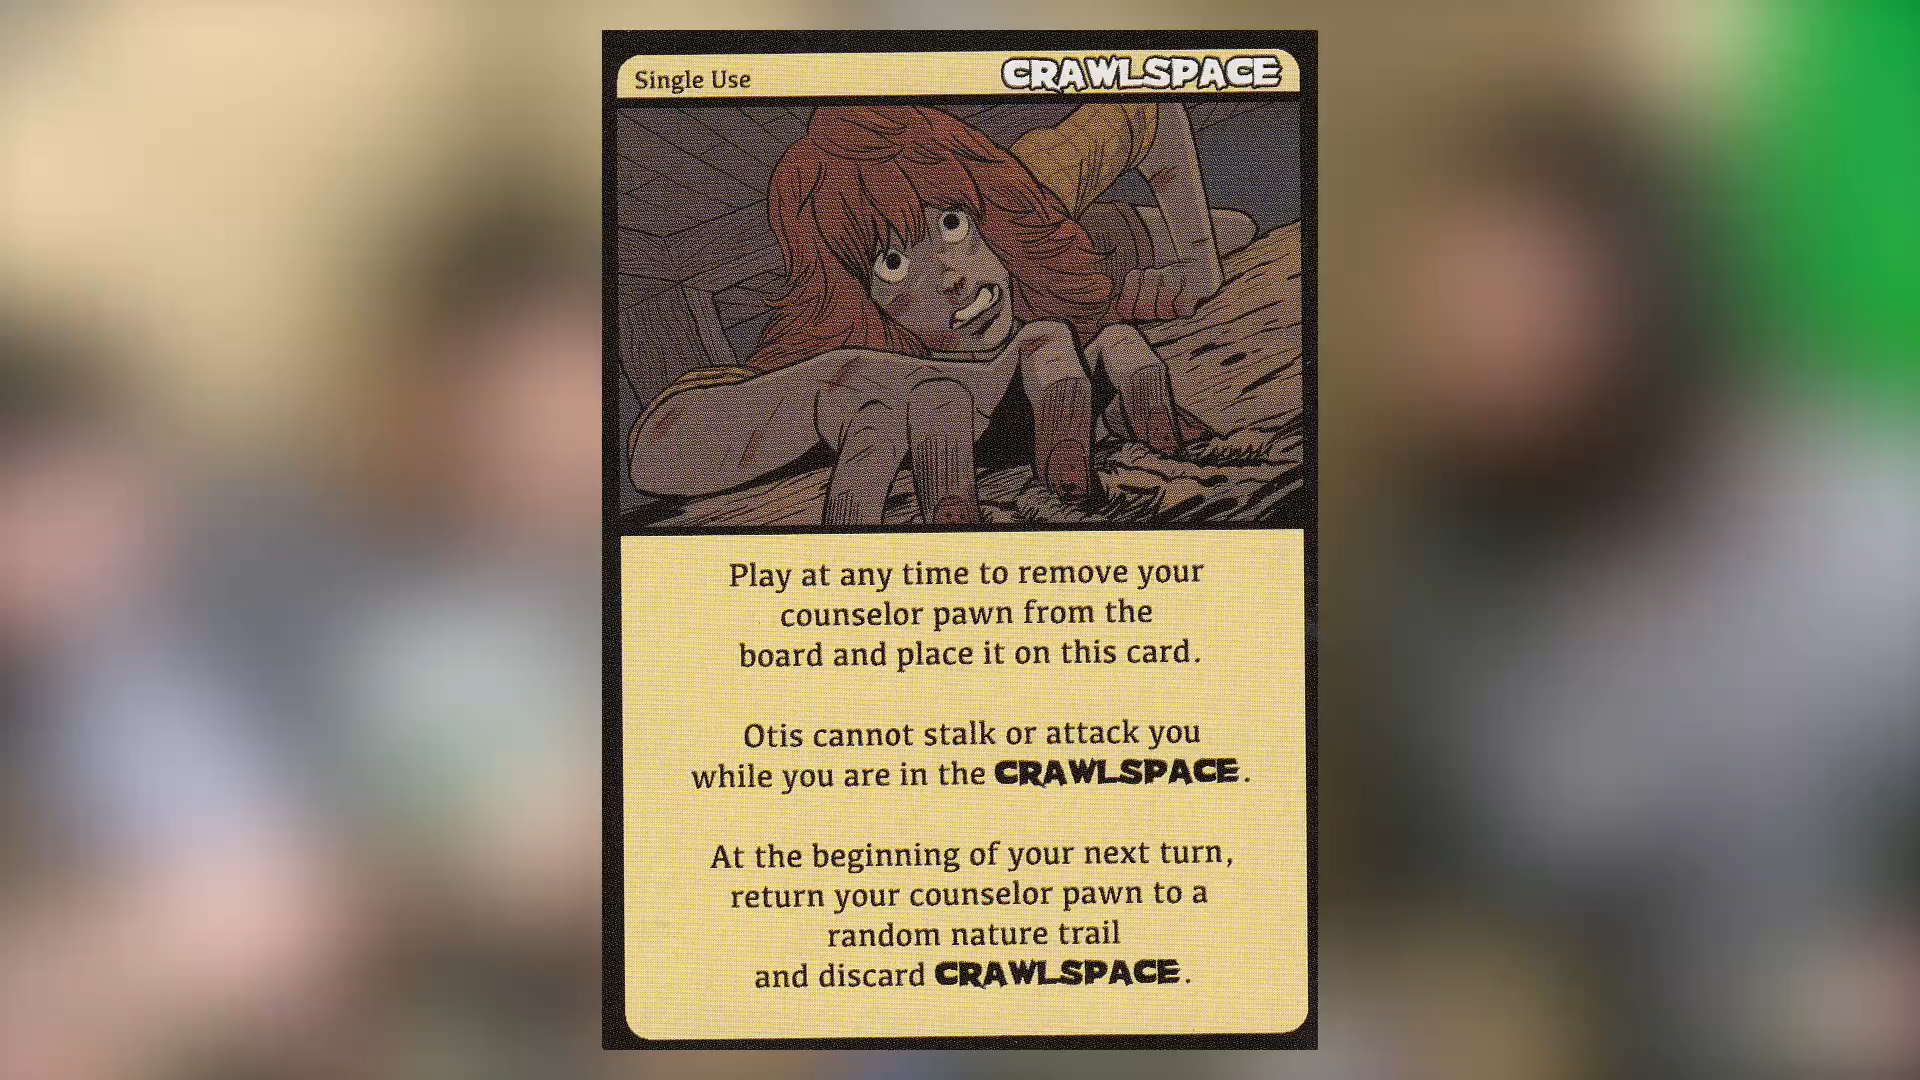 Single Use
CRAWLSPACE
Play at any time to remove your
counselor pawn from the
board and place it on this card.
Otis cannot stalk or attack you
while you are in the CRAWLSPACE.
At the beginning of your next turn,
return your counselor pawn to a
random nature trail
and discard CRAWLSPACE.